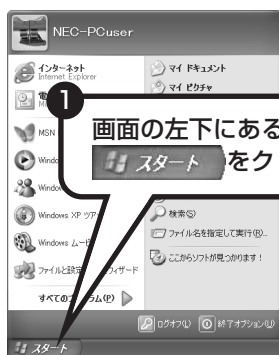 NEC-PCuser
インターネット
Internet Explorer
マイ ドキュメント
マイ ピクチャ
1
画面の左下にある
スタート をク
MSN
Windows XP ツア
Windows ムービ
ファイルと設定 ウィザード
すべての ラム(P)
検索(S)
ファイル名を指定して実行(R)...
ここからソフトが見つかります!
ログオフ(L)
終了オプション(U)
スタート